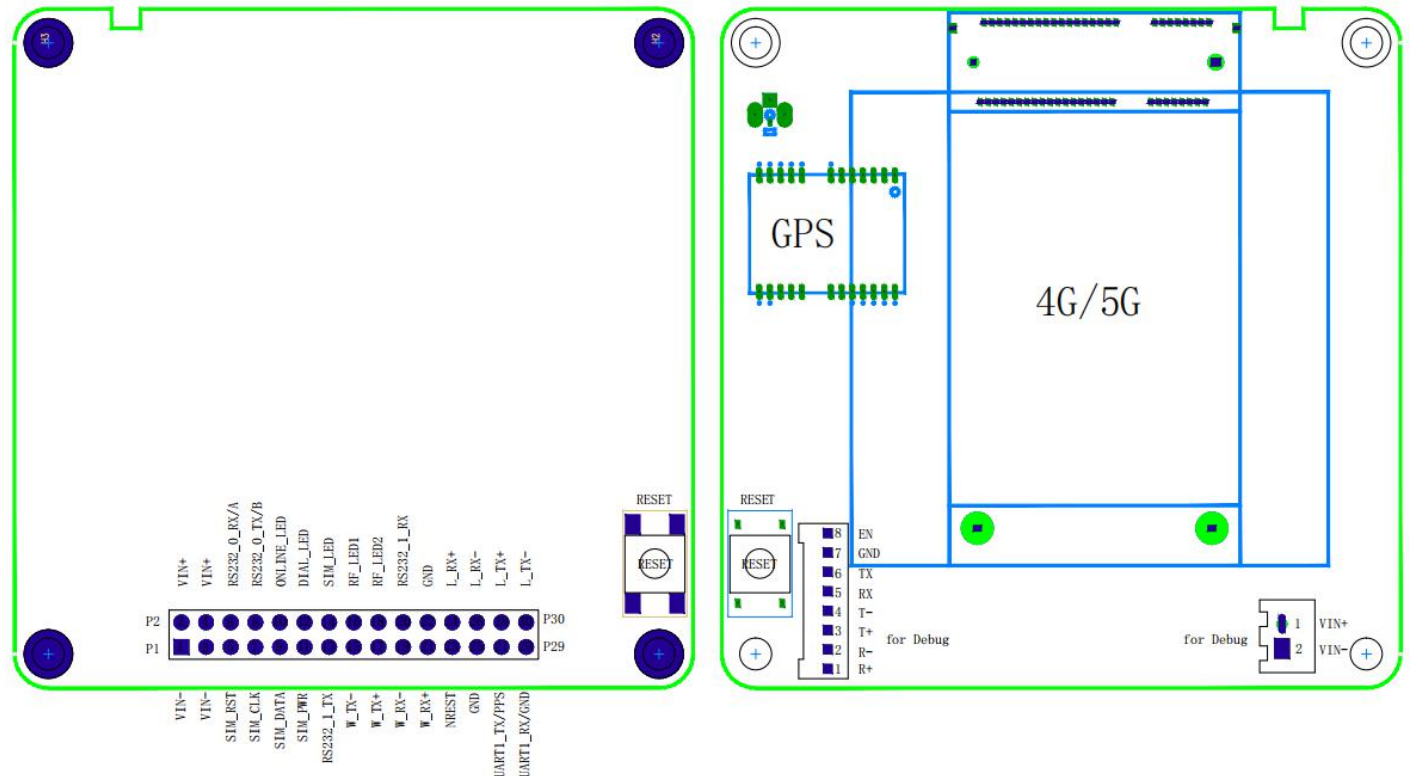 H3
H2
RESET
RESET
VIN+
VIN+
RS232_0_RX/A
RS232_0_TX/B
ONLINE_LED
DIAL_LED
SIM_LED
RF_LED1
RF_LED2
RS232_1_RX
GND
L_RX+
L_RX-
L_TX+
L_TX-
P2
P30
P1
P29
VIN-
VIN-
SIM_RST
SIM_CLK
SIM_DATA
SIM_PWR
RS232_1_TX
W_TX-
W_TX+
W_RX-
W_RX+
NREST
GND
UART1_TX/PPS
UART1_RX/GND
GPS
4G/5G
RESET
RESET
8 EN
7 GND
6 TX
5 RX
4 T-
3 T+
2 R-
1 R+
for Debug
for Debug
1 VIN+
2 VIN-